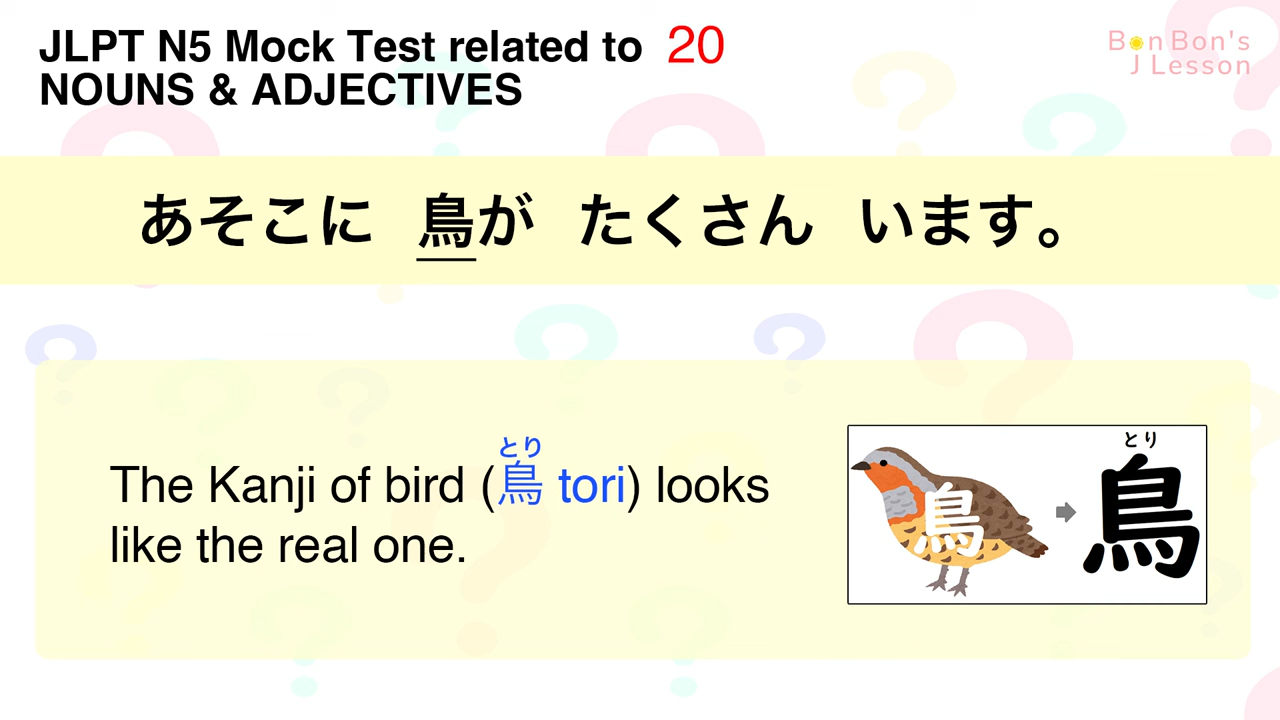 JLPT N5 Mock Test related to 20
NOUNS & ADJECTIVES
BonBon's
J Lesson
あそこに 鳥が たくさん います。
とり
The Kanji of bird (鳥 tori) looks
like the real one.
とり
鳥
鳥